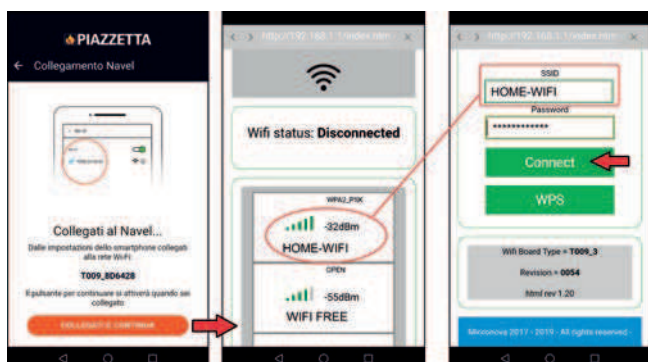 PIAZZETTA
Collegamento Navel
Collegati al Navel...
Dalle impostazioni dello smartphone collegati
alla rete Wi-Fi
T009_8D6428
Il pulsante per continuare si attiverà quando sei
collegato
COLLEGATI E CONTINUA
http://192.168.1.1/index.htm
Wifi status: Disconnected
WPA2_PSK
-32dBm
HOME-WIFI
OPEN
-55dBm
WIFI FREE
http://192.168.1.1/index.htm
SSID
HOME-WIFI
Password
************
Connect
WPS
Wifi Board Type = T009_3
Revision = 0054
html rev 1.20
Micronova 2017 - 2019 - All rights reserved -